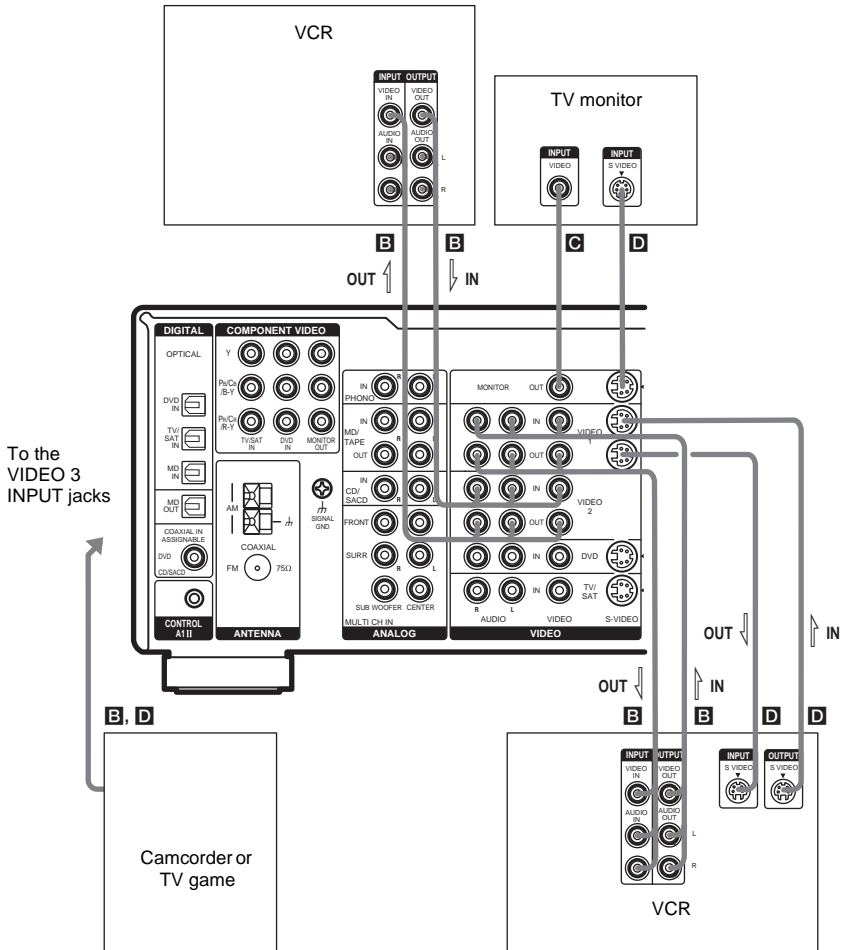 VCR
INPUT OUTPUT
VIDEO IN
VIDEO OUT
AUDIO IN
AUDIO OUT
L
R
TV monitor
INPUT
VIDEO
INPUT
S VIDEO
B
B
C
D
OUT
IN
DIGITAL
OPTICAL
DVD IN
TV/ SAT IN
MD IN
MD OUT
COAXIAL IN
ASSIGNABLE
DVD
CD/SACD
CONTROL
A1 II
COMPONENT VIDEO
Y
PB/CB
/B-Y
PR/CR
/R-Y
TV/SAT IN
DVD IN
MONITOR OUT
AM
SIGNAL GND
COAXIAL
FM
75Ω
ANTENNA
R
IN
PHONO
IN
MD/
TAPE
R
L
OUT
IN
CD/
SACD
R
L
FRONT
SURR
R
L
SUB WOOFER
CENTER
MULTI CH IN
ANALOG
MONITOR
OUT
IN
VIDEO
1
OUT
IN
VIDEO
2
OUT
IN
DVD
IN
TV/
SAT
R
L
AUDIO
VIDEO
S-VIDEO
VIDEO
To the
VIDEO 3
INPUT jacks
OUT
IN
OUT
IN
B, D
B
B
D
D
Camcorder or
TV game
INPUT
OUTPUT
VIDEO IN
VIDEO OUT
AUDIO IN
AUDIO OUT
L
R
INPUT
S VIDEO
OUTPUT
S VIDEO
VCR